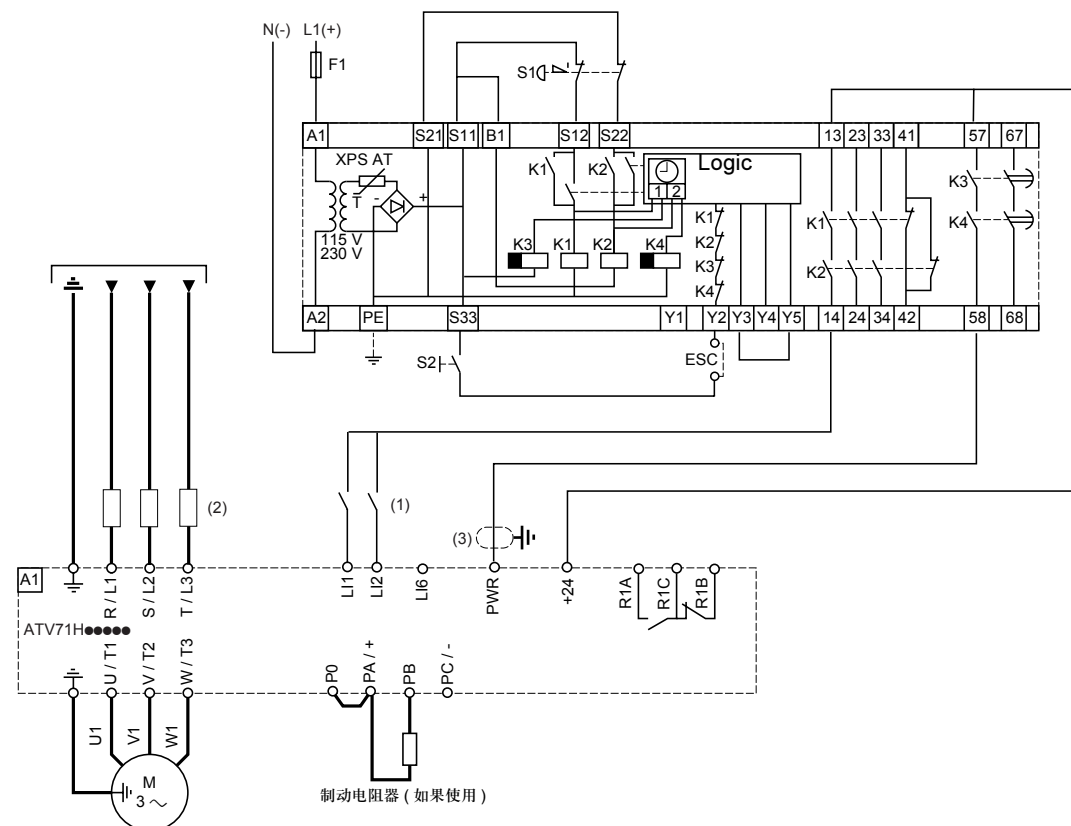 N(-) L1(+)
F1
S1
A1 S21 S11 B1 S12 S22 13 23 33 41 57 67
XPS AT
T - +
115 V
230 V
K1 K2
Logic
1 2
K3 K1 K2 K4
K1
K2
K3
K4
K1
K2
K3
K4
A2 PE S33 Y1 Y2 Y3 Y4 Y5 14 24 34 42 58 68
S2
ESC
(1)
(2)
(3)
A1
R / L1
S / L2
T / L3
LI1
LI2
LI6
PWR
+24
R1A
R1C
R1B
ATV71H●●●●●
U / T1
V / T2
W / T3
P0
PA / +
PB
PC / -
U1
V1
W1
M
3 ～
制动电阻器 ( 如果使用 )